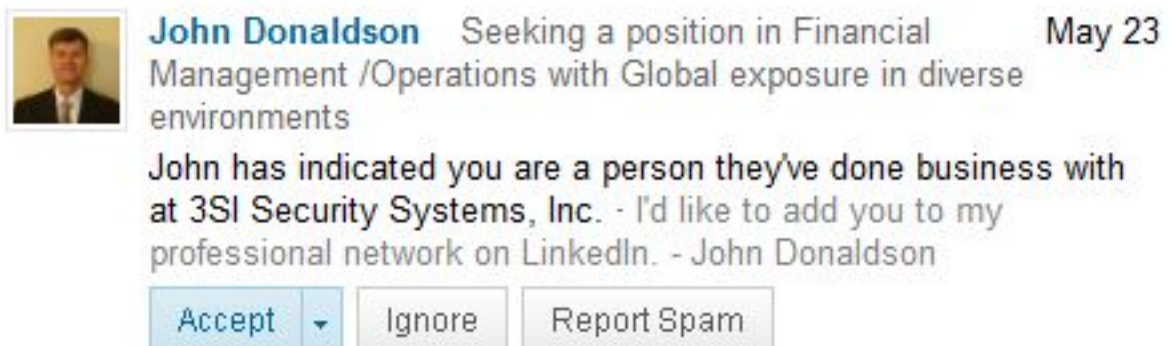 John Donaldson Seeking a position in Financial May 23
Management /Operations with Global exposure in diverse
environments
John has indicated you are a person they've done business with
at 3SI Security Systems, Inc. - I'd like to add you to my
professional network on LinkedIn. - John Donaldson
Accept Ignore Report Spam